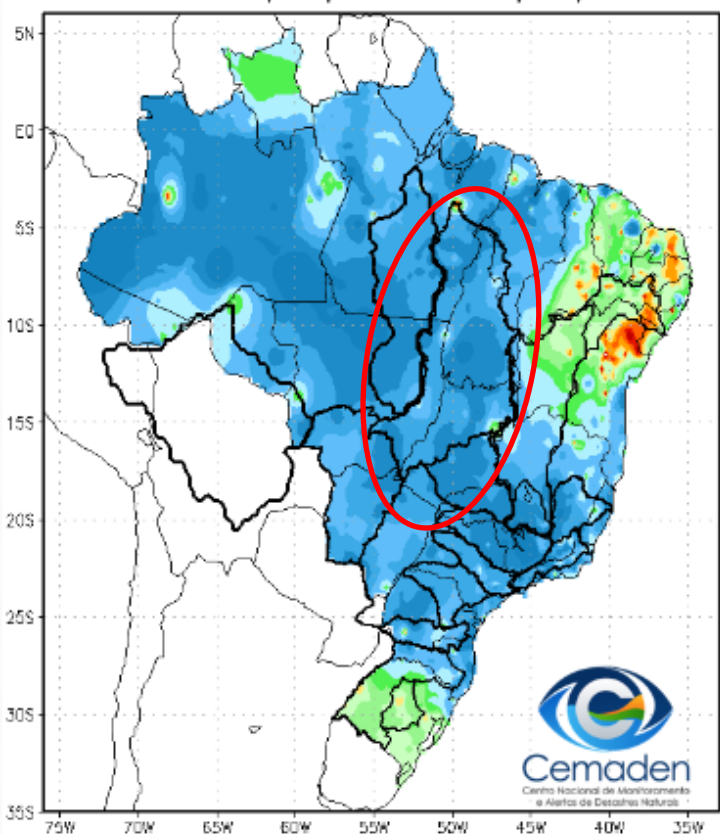 5N
EQ
5S
10S
15S
20S
25S
30S
35S
75W
70W
65W
60W
55W
50W
45W
40W
35W
Cemaden
Centro Nacional de Monitoramento
e Alertas de Desastres Naturais